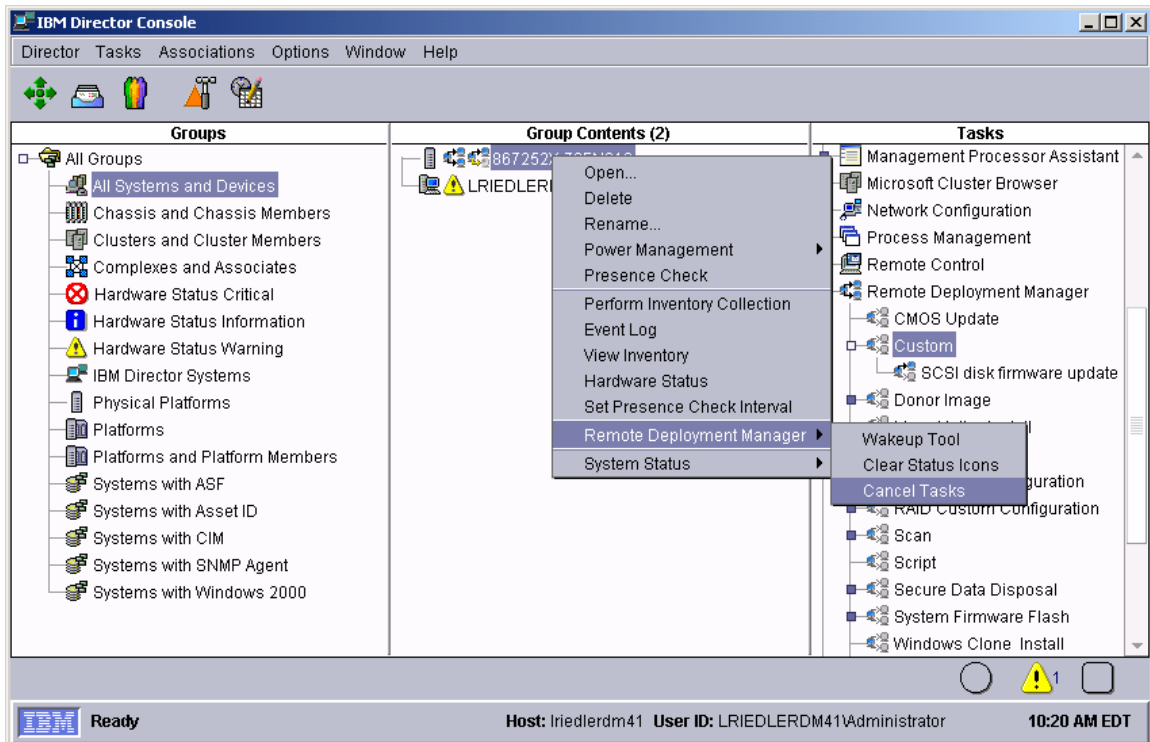 IBM Director Console
Director Tasks Associations Options Window Help
Groups
All Groups
All Systems and Devices
Chassis and Chassis Members
Clusters and Cluster Members
Complexes and Associates
Hardware Status Critical
Hardware Status Information
Hardware Status Warning
IBM Director Systems
Physical Platforms
Platforms
Platforms and Platform Members
Systems with ASF
Systems with Asset ID
Systems with CIM
Systems with SNMP Agent
Systems with Windows 2000
Group Contents (2)
867252X
LRIEDLER
Open...
Delete
Rename...
Power Management
Presence Check
Perform Inventory Collection
Event Log
View Inventory
Hardware Status
Set Presence Check Interval
Remote Deployment Manager
System Status
Wakeup Tool
Clear Status Icons
Cancel Tasks
Tasks
Management Processor Assistant
Microsoft Cluster Browser
Network Configuration
Process Management
Remote Control
Remote Deployment Manager
CMOS Update
Custom
SCSI disk firmware update
Donor Image
guration
RAID Custom Configuration
Scan
Script
Secure Data Disposal
System Firmware Flash
Windows Clone Install
1
IBM Ready Host: lriedlerdm41 User ID: LRIEDLERDM41\Administrator 10:20 AM EDT